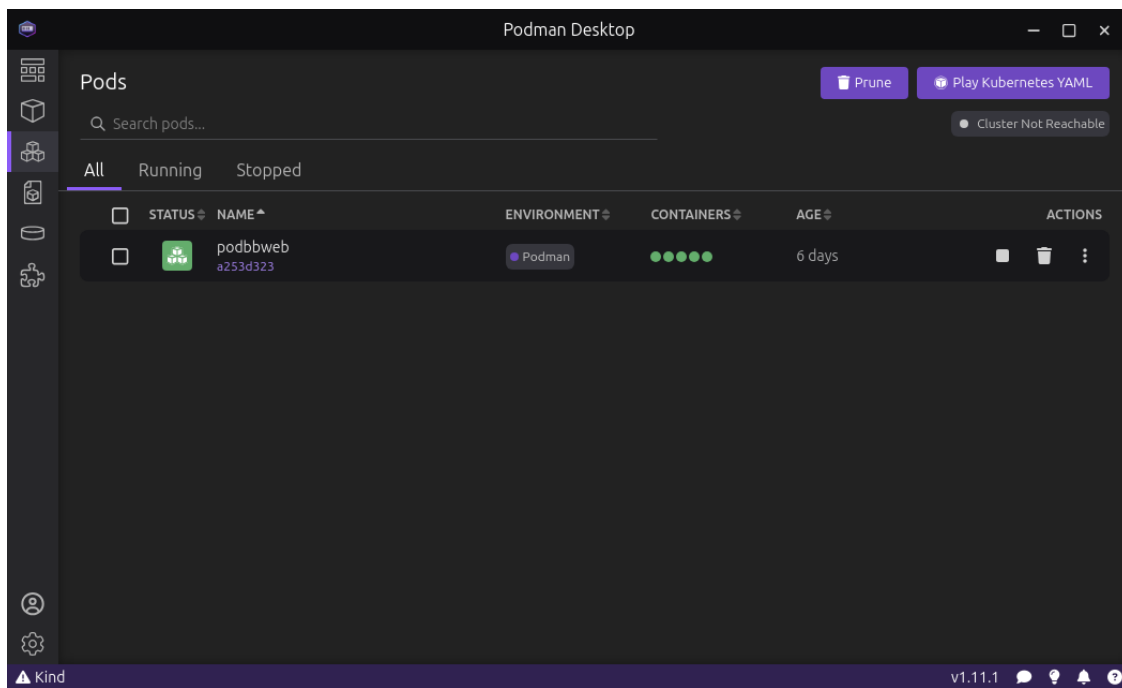 Podman Desktop
Pods
Prune
Play Kubernetes YAML
Search pods...
Cluster Not Reachable
All Running Stopped
STATUS NAME ENVIRONMENT CONTAINERS AGE ACTIONS
podbbweb
a253d323
Podman
6 days
Kind
v1.11.1